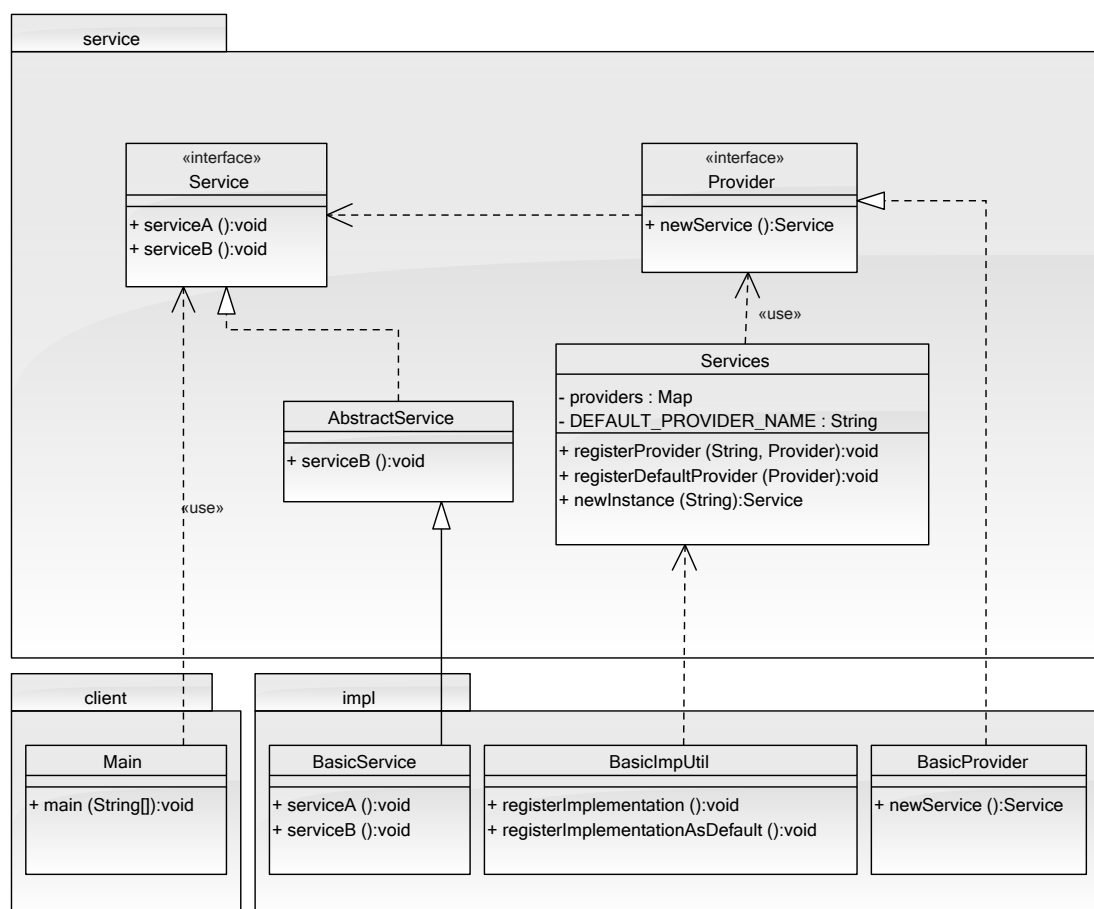 service
«interface»
Service
+ serviceA ():void
+ serviceB ():void
«interface»
Provider
+ newService ():Service
«use»
Services
- providers : Map
- DEFAULT_PROVIDER_NAME : String
+ registerProvider (String, Provider):void
+ registerDefaultProvider (Provider):void
+ newInstance (String):Service
AbstractService
+ serviceB ():void
«use»
client
Main
+ main (String[]):void
impl
BasicService
+ serviceA ():void
+ serviceB ():void
BasicImpUtil
+ registerImplementation ():void
+ registerImplementationAsDefault ():void
BasicProvider
+ newService ():Service